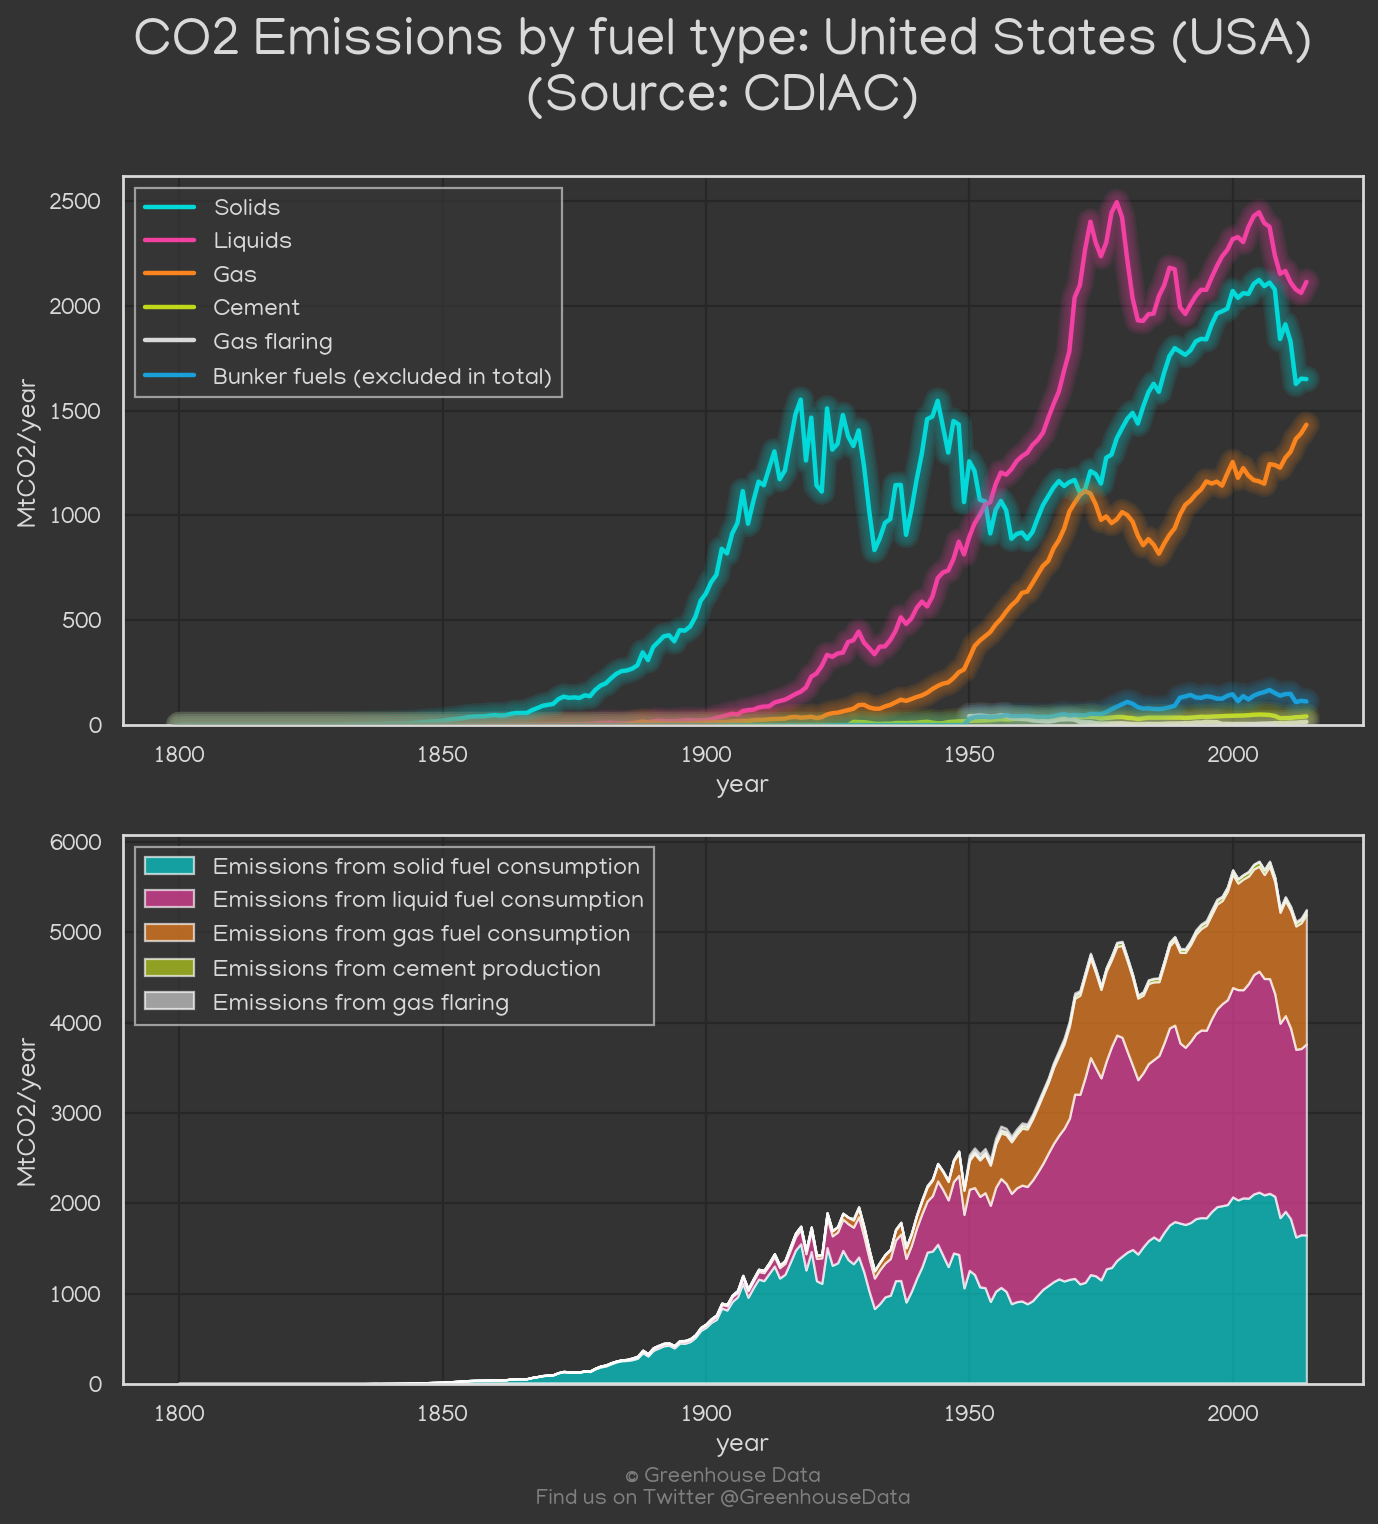 CO2 Emissions by fuel type: United States (USA)
(Source: CDIAC)
MtCO2/year
2500
2000
1500
1000
500
0
Solids
Liquids
Gas
Cement
Gas flaring
Bunker fuels (excluded in total)
1800 1850 1900 1950 2000
year
MtCO2/year
6000
5000
4000
3000
2000
1000
0
Emissions from solid fuel consumption
Emissions from liquid fuel consumption
Emissions from gas fuel consumption
Emissions from cement production
Emissions from gas flaring
1800 1850 1900 1950 2000
year
© Greenhouse Data
Find us on Twitter @GreenhouseData